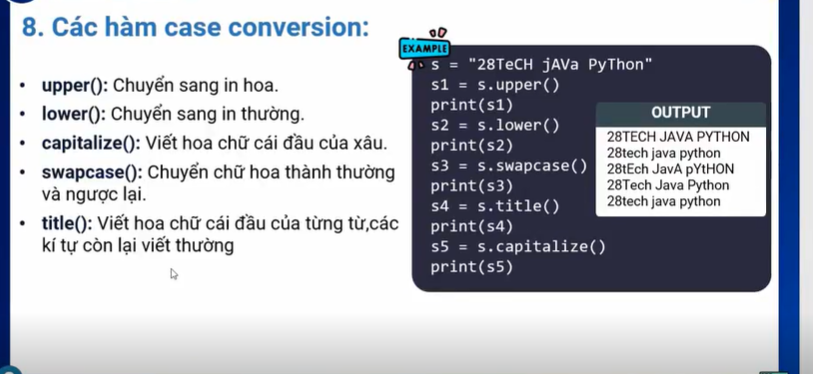 8. Các hàm case conversion:
upper(): Chuyển sang in hoa.
lower(): Chuyển sang in thường.
capitalize(): Viết hoa chữ cái đầu của xâu.
swapcase(): Chuyển chữ hoa thành thường
và ngược lại.
title(): Viết hoa chữ cái đầu của từng từ,các
kí tự còn lại viết thường
EXAMPLE
s = "28TeCH jAVa PyThon"
s1 = s.upper()
print(s1)
s2 = s.lower()
print(s2)
s3 = s.swapcase()
print(s3)
s4 = s.title()
print(s4)
s5 = s.capitalize()
print(s5)
OUTPUT
28TECH JAVA PYTHON
28tech java python
28tEch JavA pYtHON
28Tech Java Python
28tech java python